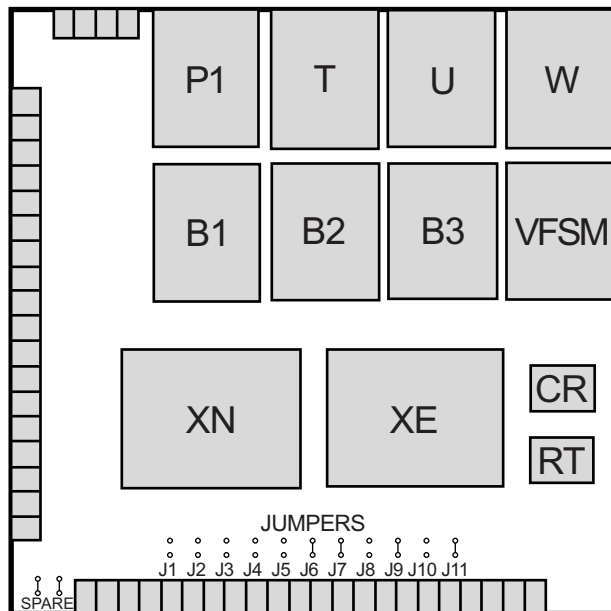 P1 T U W
B1 B2 B3 VFSM
XN XE CR
RT
JUMPERS
J1 J2 J3 J4 J5 J6 J7 J8 J9 J10 J11
SPARE